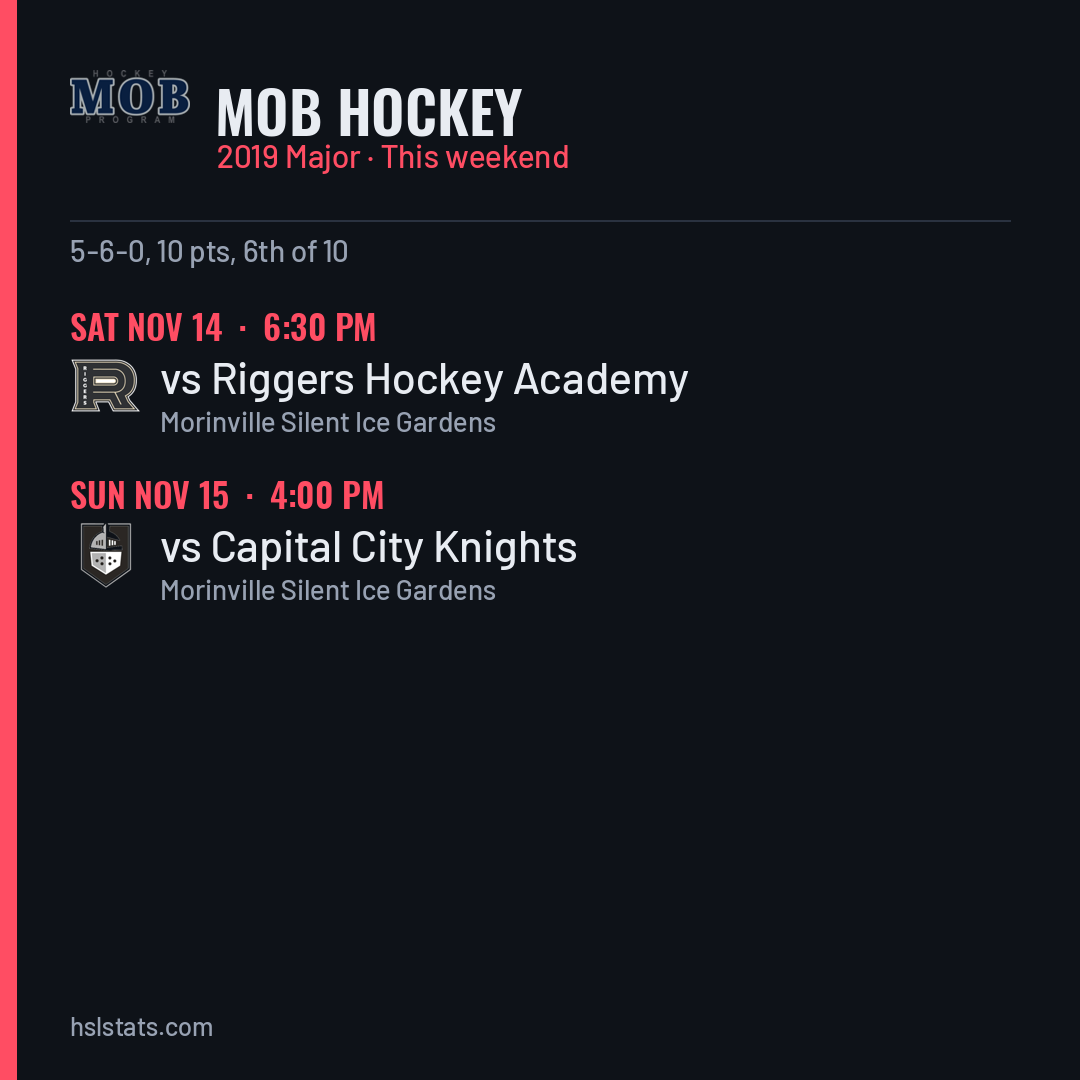 HOCKEY
MOB
PROGRAM
MOB HOCKEY
2019 Major · This weekend
5-6-0, 10 pts, 6th of 10
SAT NOV 14 · 6:30 PM
RIGGERS
R
vs Riggers Hockey Academy
Morinville Silent Ice Gardens
SUN NOV 15 · 4:00 PM
vs Capital City Knights
Morinville Silent Ice Gardens
hslstats.com